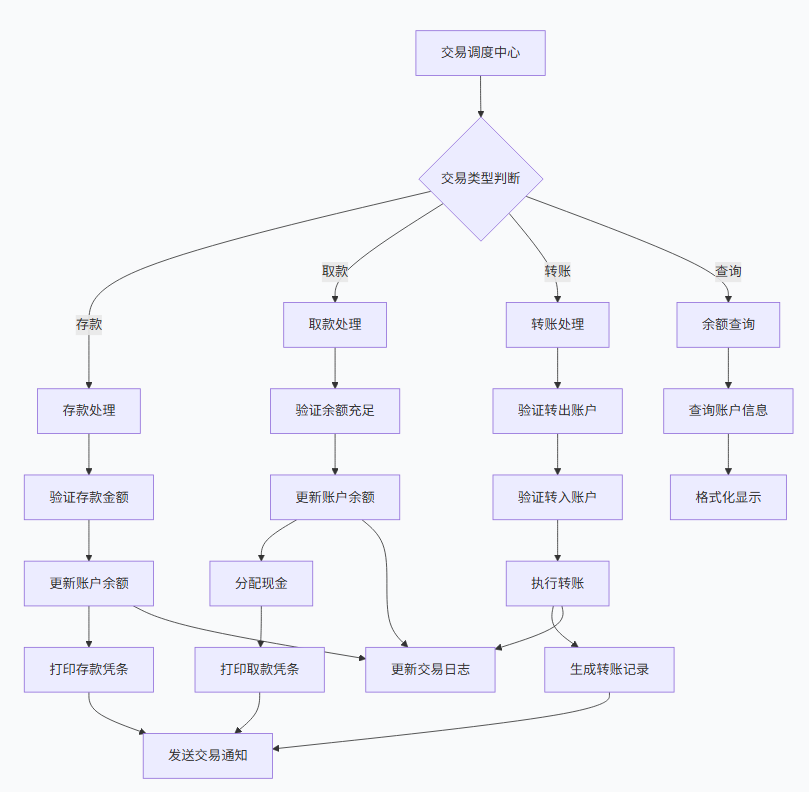 交易调度中心
交易类型判断
取款
转账
查询
存款
取款处理
转账处理
余额查询
存款处理
验证余额充足
验证转出账户
查询账户信息
验证存款金额
更新账户余额
验证转入账户
格式化显示
更新账户余额
分配现金
执行转账
打印存款凭条
打印取款凭条
更新交易日志
生成转账记录
发送交易通知